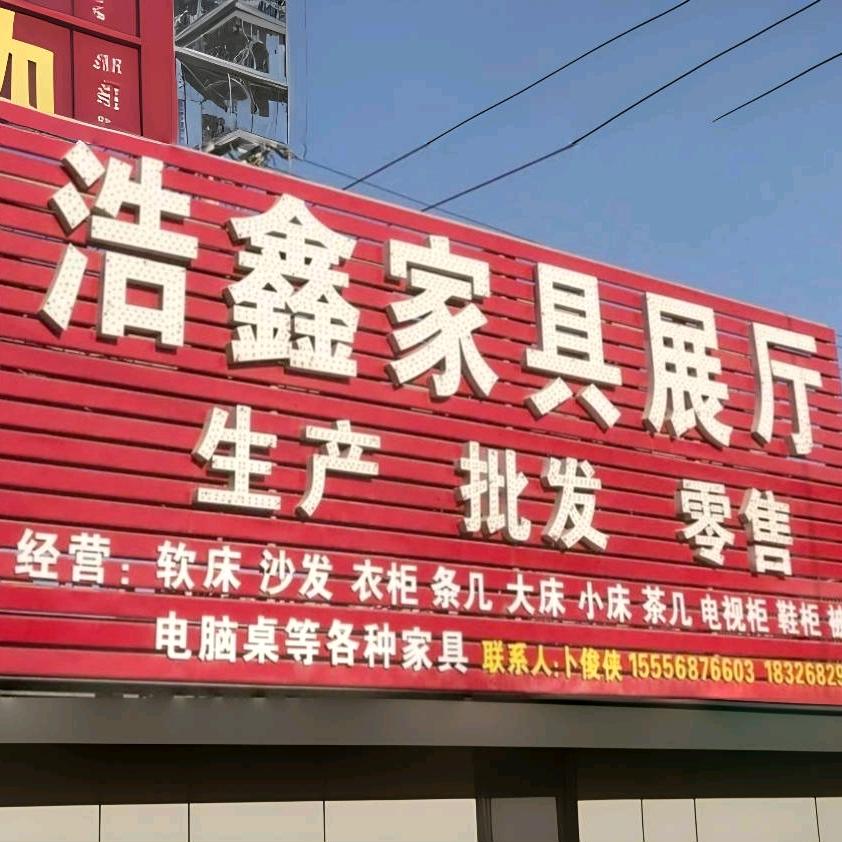 浩鑫家具展厅
生产 批发 零售
经营：软床 沙发 衣柜 条几 大床 小床 茶几 电视柜 鞋柜
电脑桌等各种家具 联系人:卜俊侠 15556876603 1832682